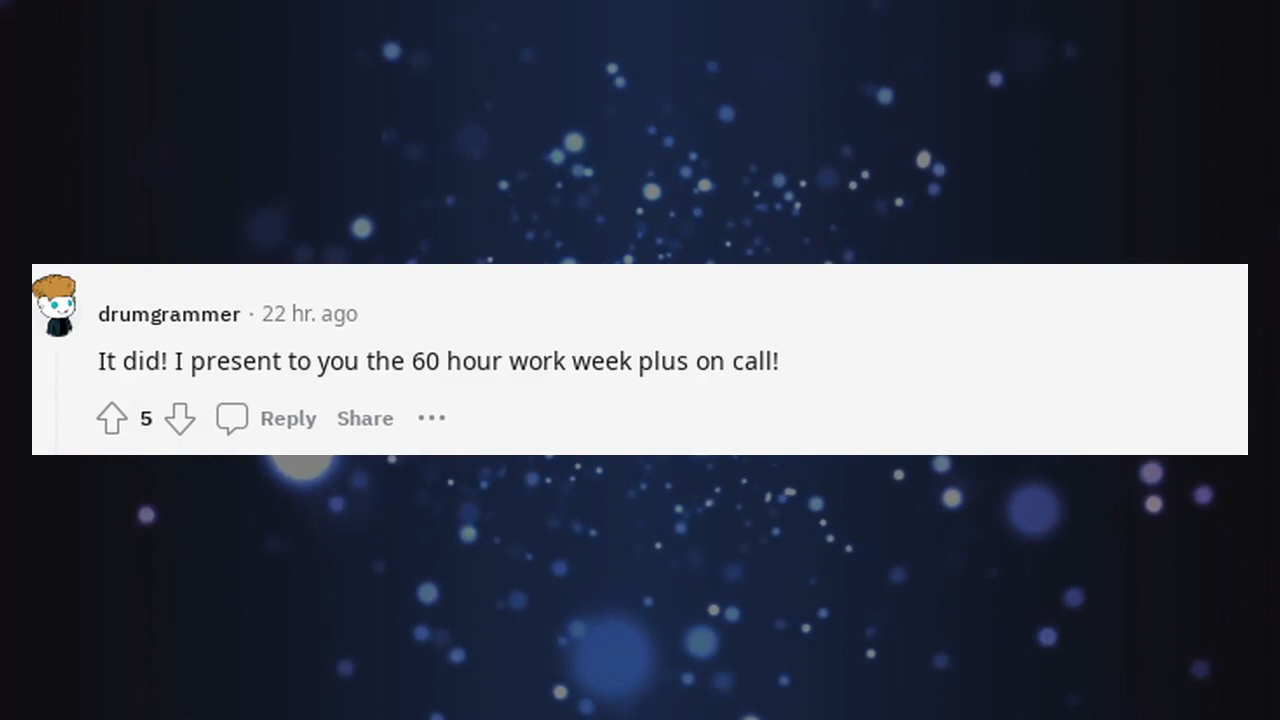 drumgrammer · 22 hr. ago
It did! I present to you the 60 hour work week plus on call!
5 Reply Share ···